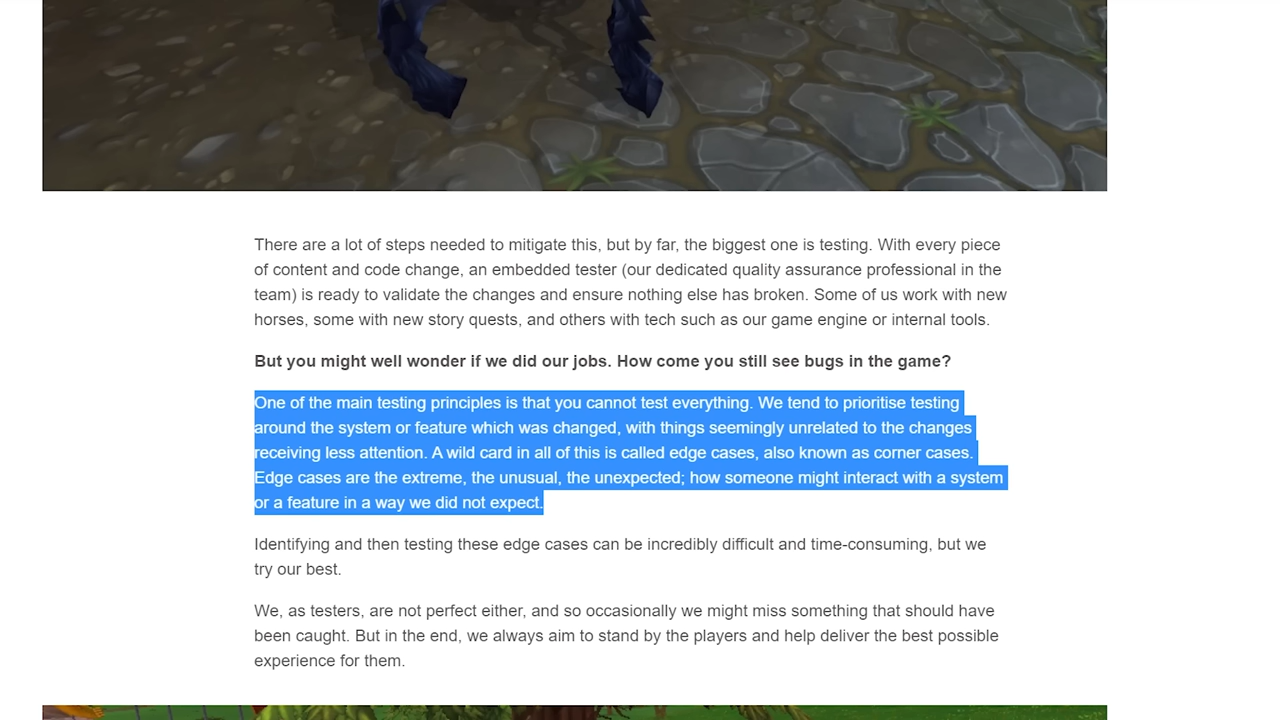 There are a lot of steps needed to mitigate this, but by far, the biggest one is testing. With every piece
of content and code change, an embedded tester (our dedicated quality assurance professional in the
team) is ready to validate the changes and ensure nothing else has broken. Some of us work with new
horses, some with new story quests, and others with tech such as our game engine or internal tools.
But you might well wonder if we did our jobs. How come you still see bugs in the game?
One of the main testing principles is that you cannot test everything. We tend to prioritise testing
around the system or feature which was changed, with things seemingly unrelated to the changes
receiving less attention. A wild card in all of this is called edge cases, also known as corner cases.
Edge cases are the extreme, the unusual, the unexpected; how someone might interact with a system
or a feature in a way we did not expect.
Identifying and then testing these edge cases can be incredibly difficult and time-consuming, but we
try our best.
We, as testers, are not perfect either, and so occasionally we might miss something that should have
been caught. But in the end, we always aim to stand by the players and help deliver the best possible
experience for them.